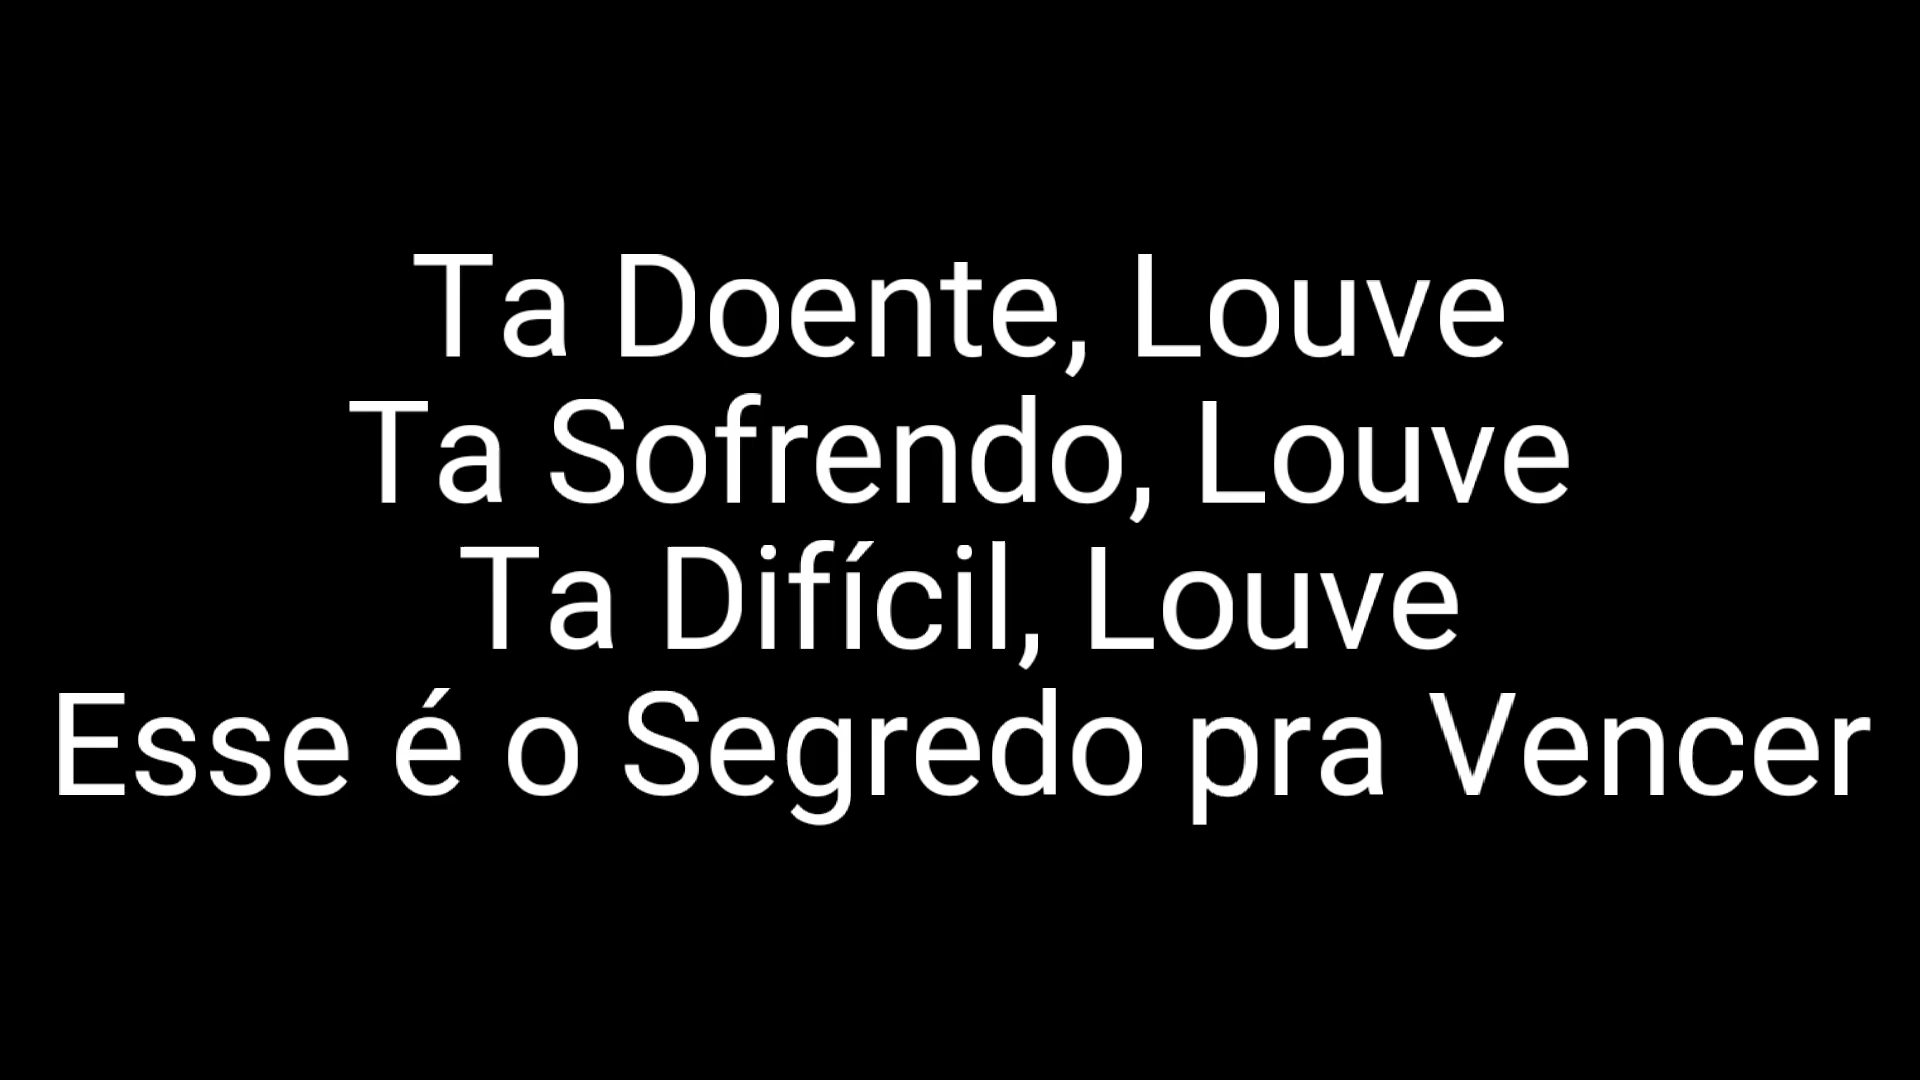 Ta Doente, Louve
Ta Sofrendo, Louve
Ta Difícil, Louve
Esse é o Segredo pra Vencer